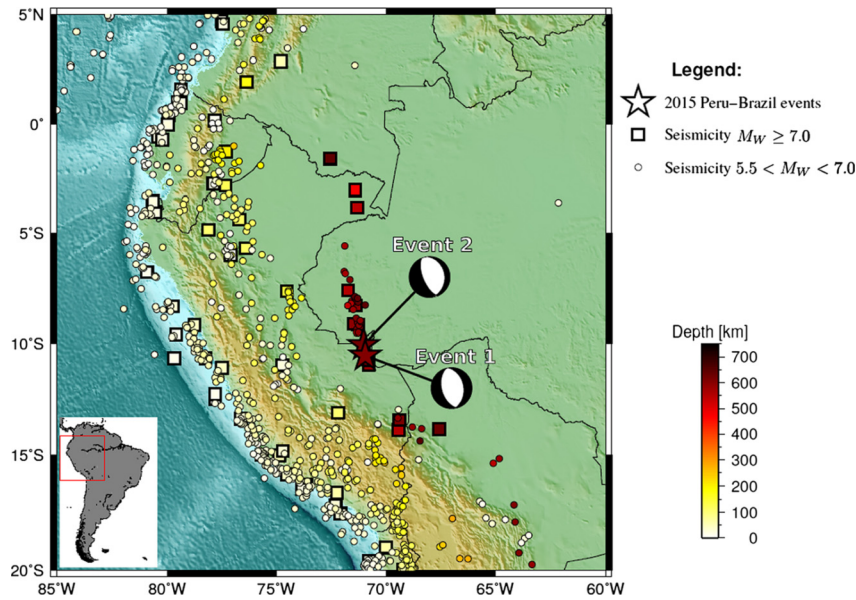 5°N
0°
5°S
10°S
15°S
20°S
85°W
80°W
75°W
70°W
65°W
60°W
Event 2
Event 1
Legend:
2015 Peru–Brazil events
Seismicity M_W ≥ 7.0
Seismicity 5.5 < M_W < 7.0
Depth [km]
700
600
500
400
300
200
100
0